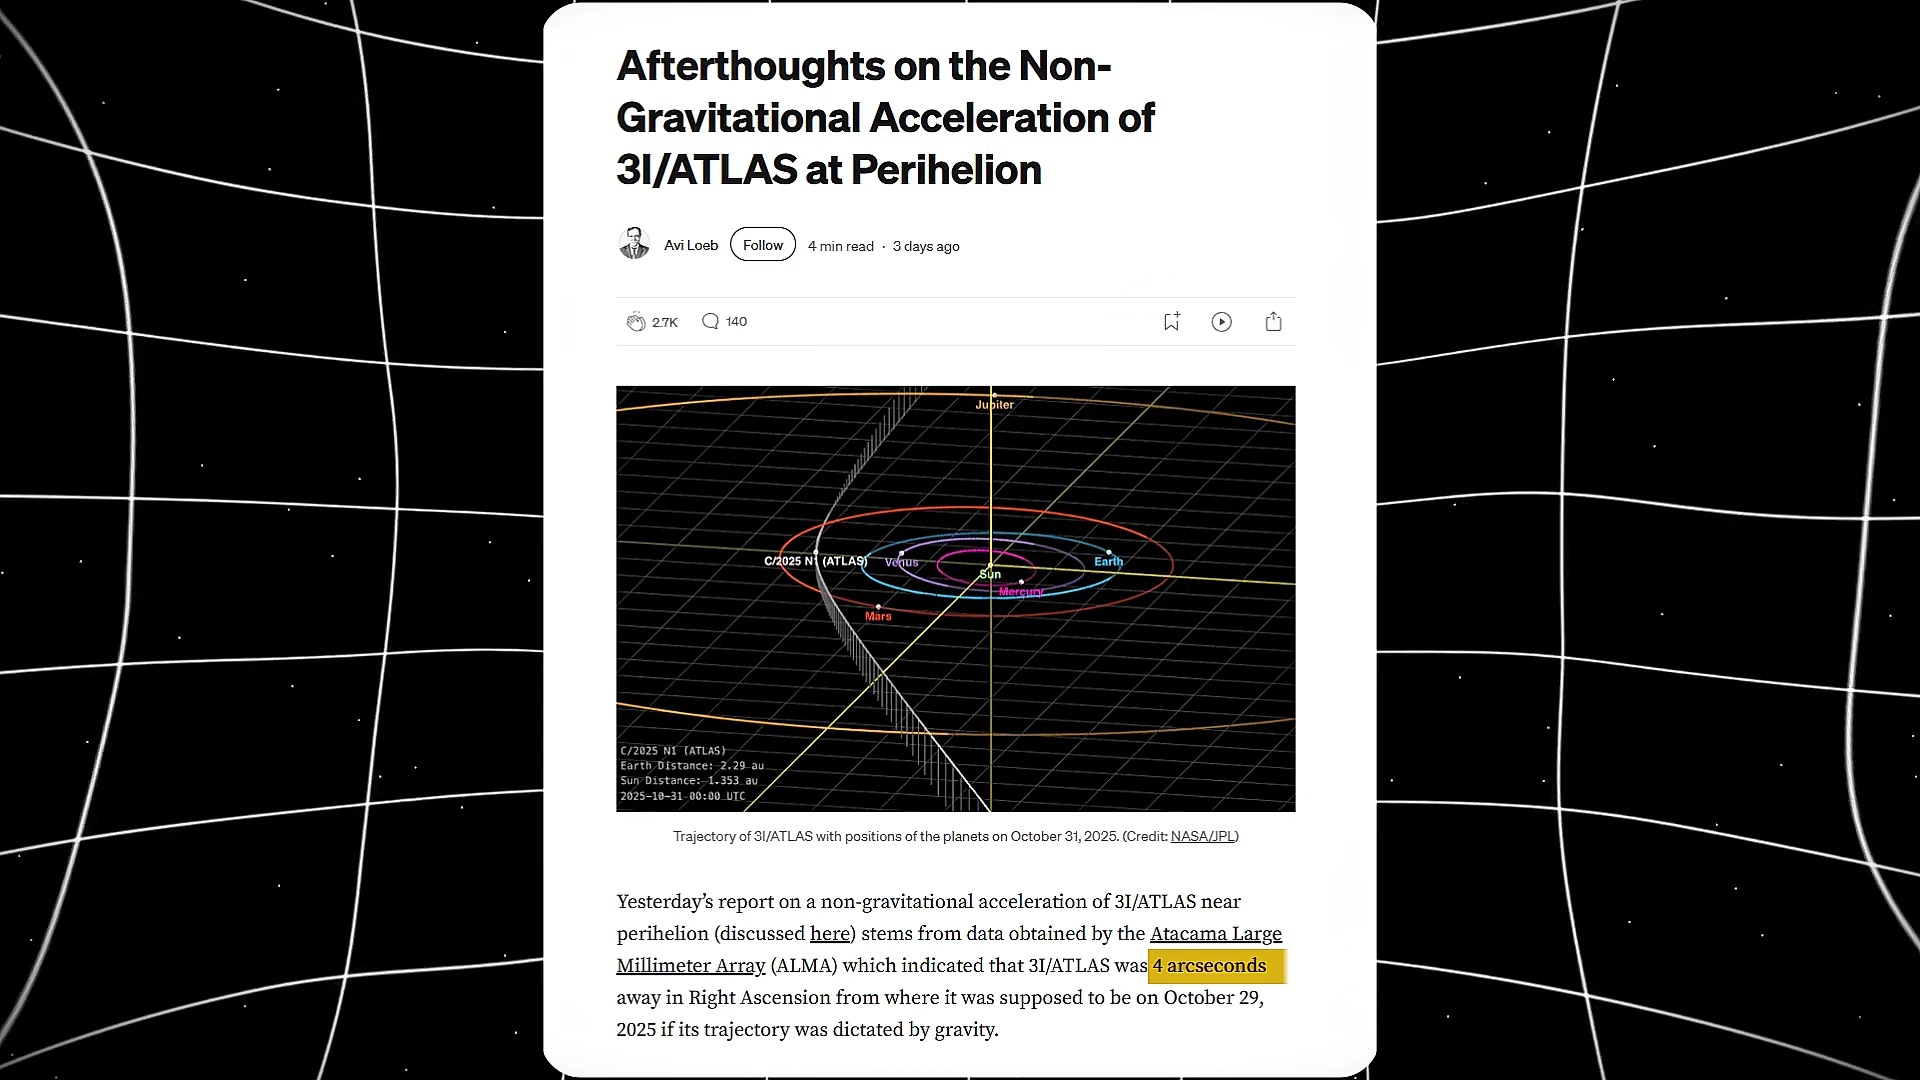 Afterthoughts on the Non-
Gravitational Acceleration of
3I/ATLAS at Perihelion
Avi Loeb Follow 4 min read · 3 days ago
2.7K 140
Jupiter
C/2025 N1 (ATLAS) Venus Earth
Sun
Mercury
Mars
C/2025 N1 (ATLAS)
Earth Distance: 2.29 au
Sun Distance: 1.353 au
2025-10-31 00:00 UTC
Trajectory of 3I/ATLAS with positions of the planets on October 31, 2025. (Credit: NASA/JPL)
Yesterday’s report on a non-gravitational acceleration of 3I/ATLAS near
perihelion (discussed here) stems from data obtained by the Atacama Large
Millimeter Array (ALMA) which indicated that 3I/ATLAS was 4 arcseconds
away in Right Ascension from where it was supposed to be on October 29,
2025 if its trajectory was dictated by gravity.